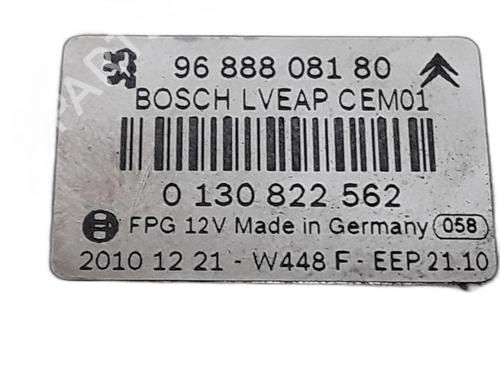 96 888 081 80
BOSCH LVEAP CEM01
0 130 822 562
FPG 12V Made in Germany 058
2010 12 21 - W448 F - EEP 21.10